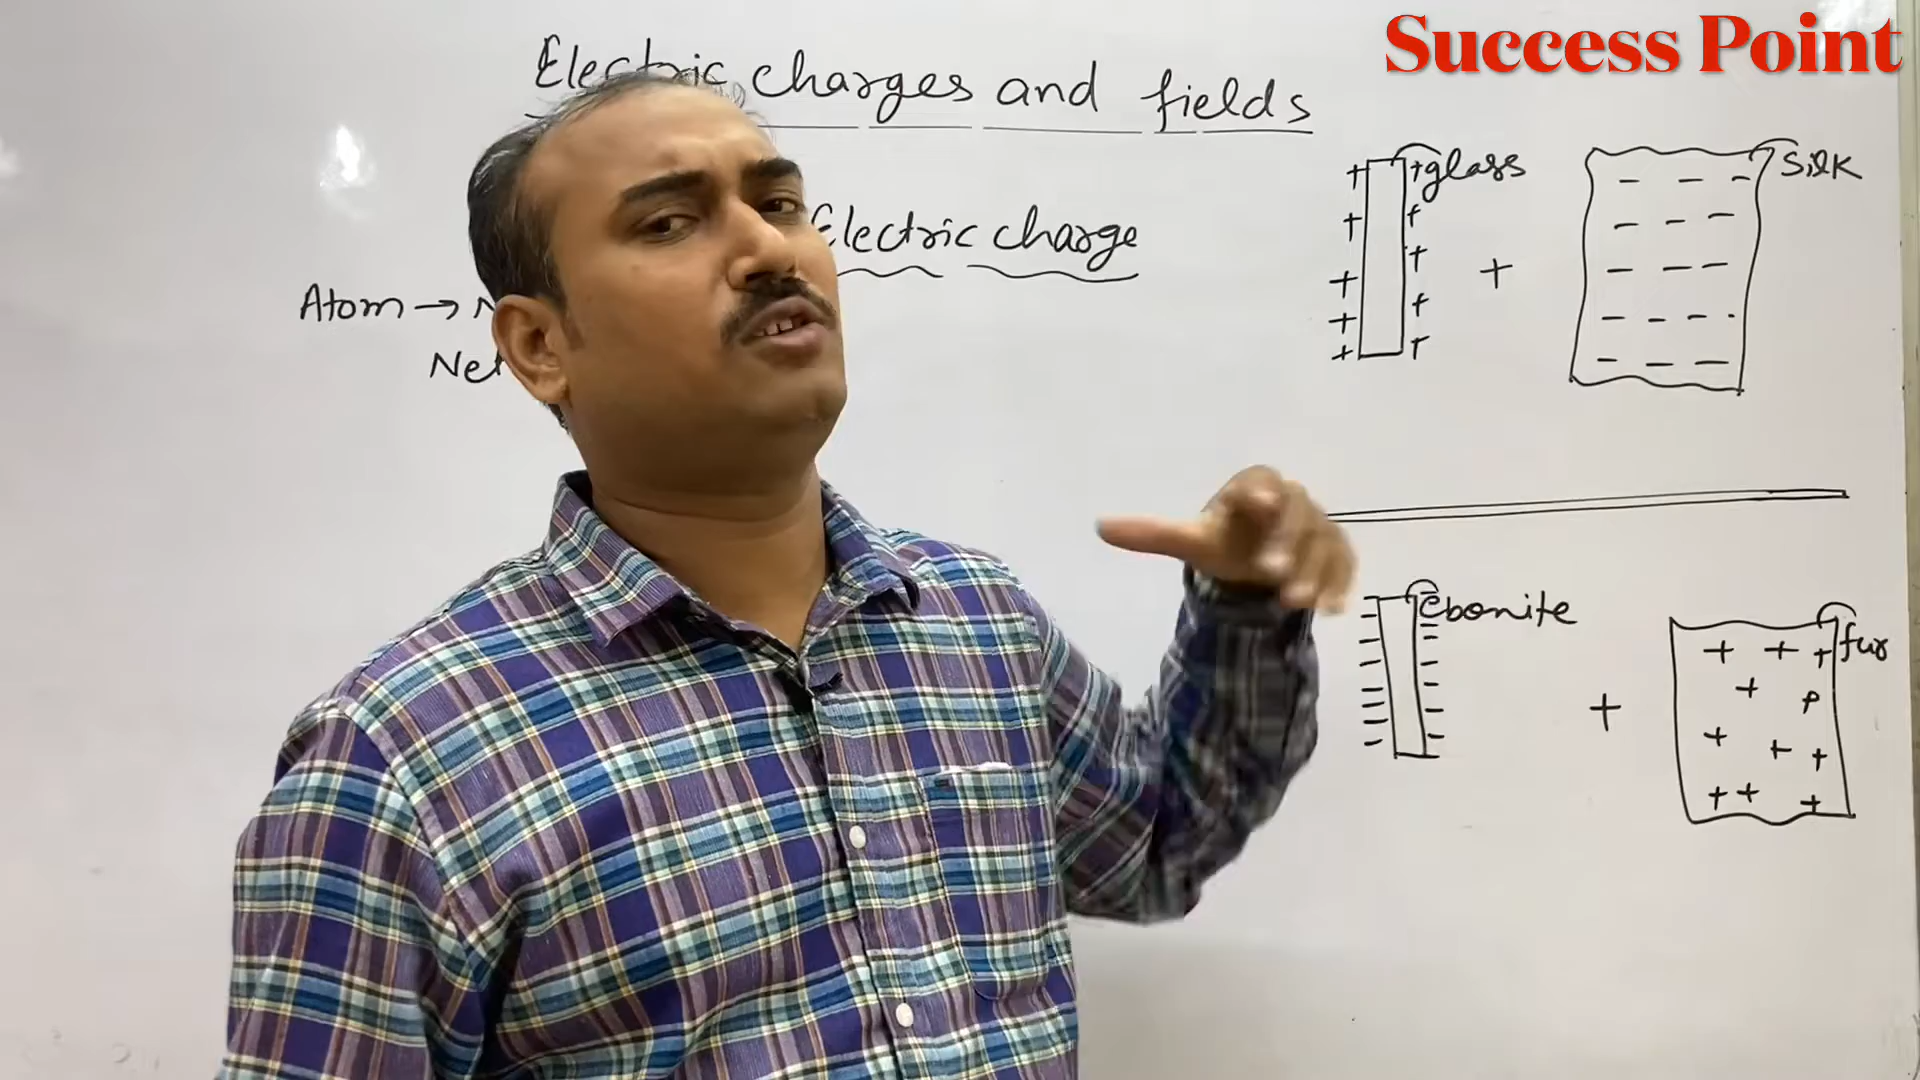 Success Point
Electric charges and fields
Electric charge
Atom →
+ + glass
+ +
+ +
+ +
+ +
+
Silk
− − −
− − −
− − −
− − − −
− − −
ebonite
+
fur
+ + +
+
+ + +
+ + +